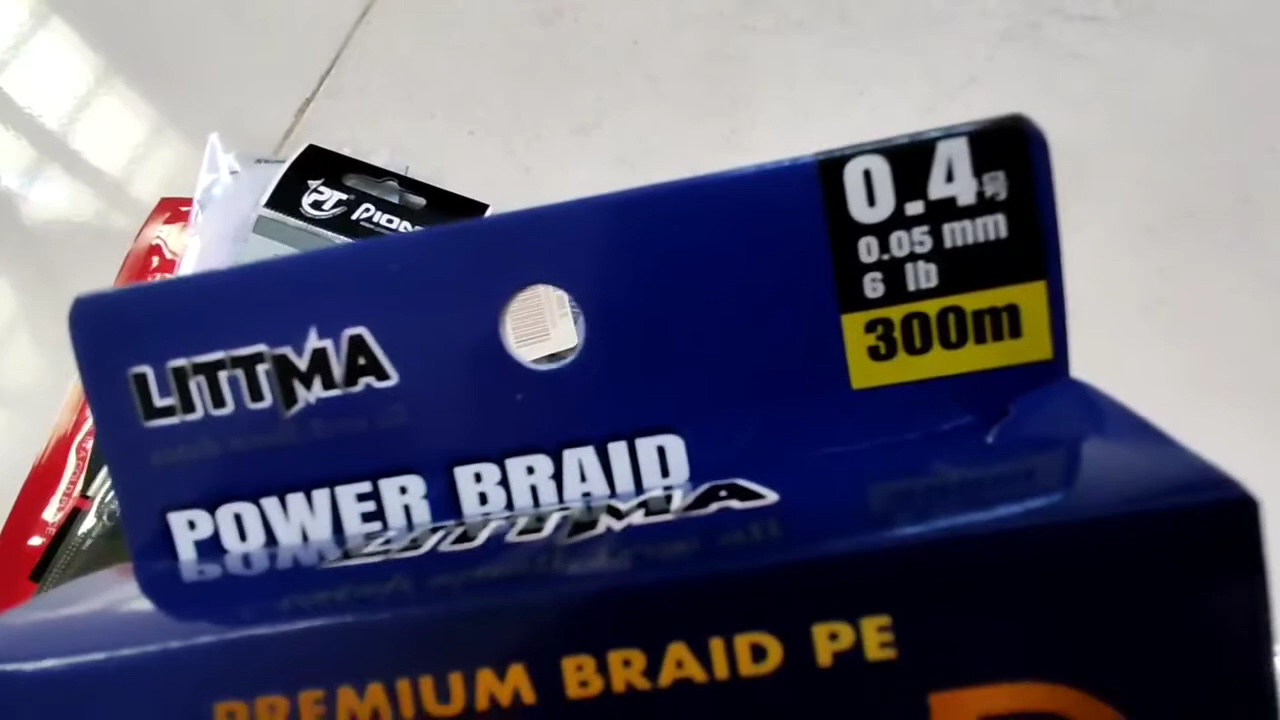 PT PION
0.4号
0.05 mm
6 lb
300m
LITTMA
POWER BRAID
LITTMA
PREMIUM BRAID PE